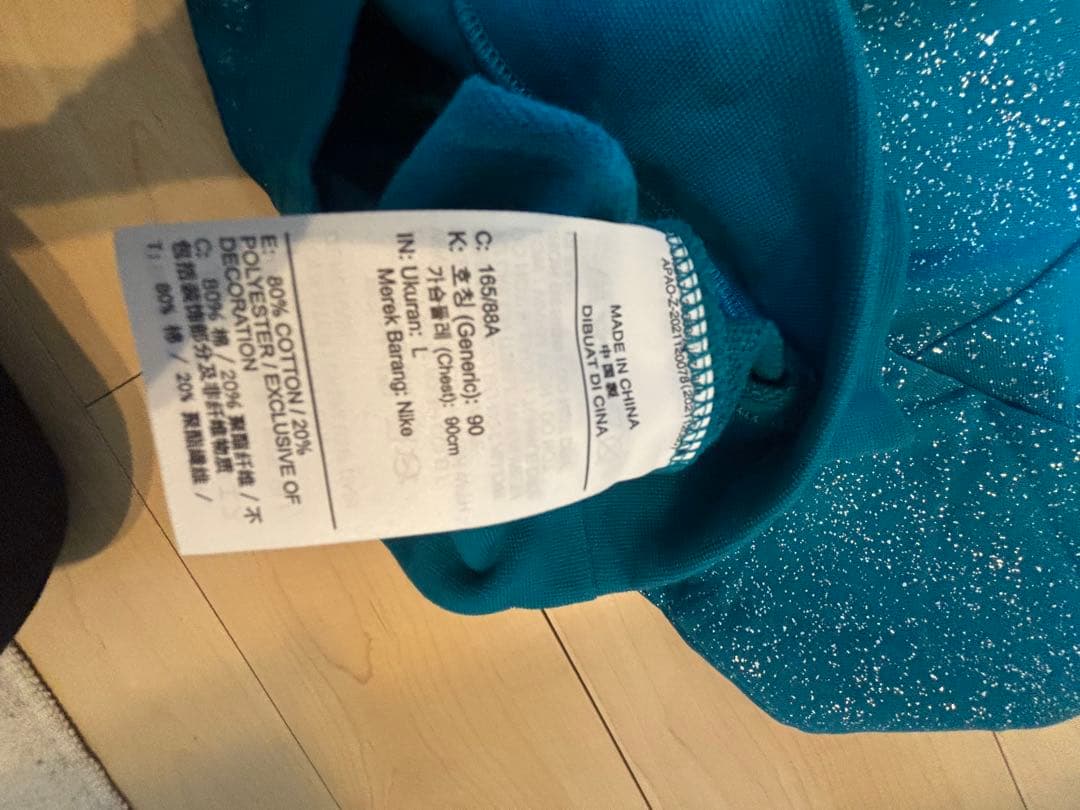 MADE IN CHINA
中国製
DIBUAT DI CINA
C: 165/88A
K: 호칭 (Generic): 90
가슴둘레 (Chest): 90cm
IN: Ukuran: L
Merek Barang: Nike
E: 80% COTTON / 20%
POLYESTER / EXCLUSIVE OF
DECORATION
C: 80% 棉 / 20% 聚酯纤维 / 不
包括装饰部分及非纤维物质
T: 80% 棉 / 20% 聚酯纖維 /